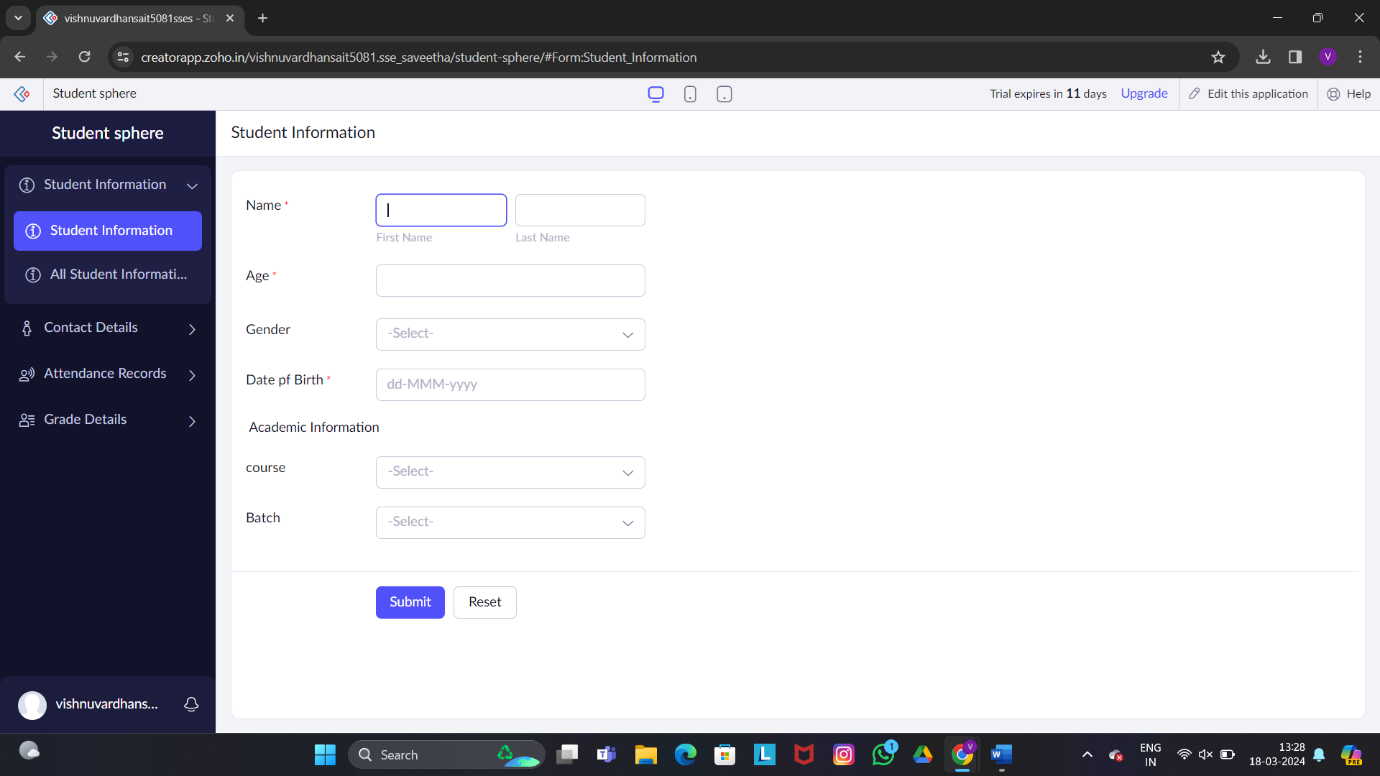 vishnuvardhansait5081sses - St
creatorapp.zoho.in/vishnuvardhansait5081.sse_saveetha/student-sphere/#Form:Student_Information
V
Student sphere
Trial expires in 11 days
Upgrade
Edit this application
Help
Student sphere
Student Information
Student Information
Student Information
All Student Informati...
Contact Details
Attendance Records
Grade Details
vishnuvardhans...
Name *
First Name
Last Name
Age *
Gender
-Select-
Date pf Birth *
dd-MMM-yyyy
Academic Information
course
-Select-
Batch
-Select-
Submit
Reset
Search
T
L
1
V
W
ENG
IN
13:28
18-03-2024
PRE